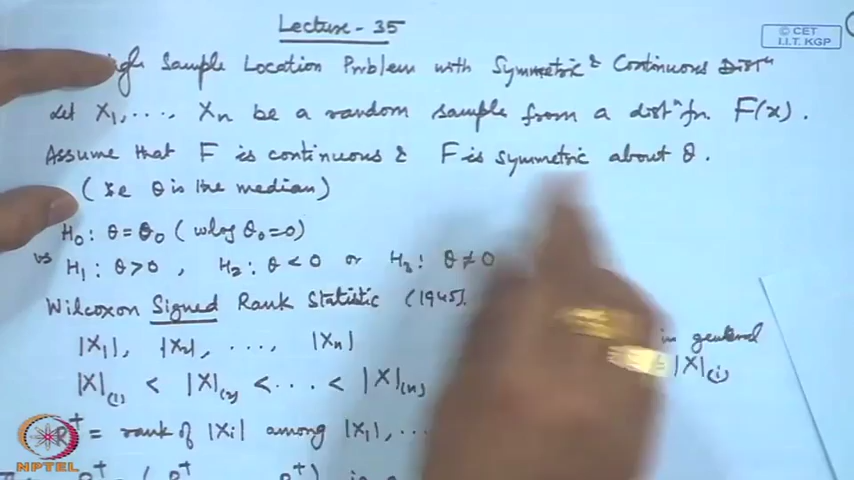 Lecture - 35
© CET
I.I.T. KGP
Sample Location Problem with Symmetric & Continuous Distⁿ
Let X₁, ...., Xₙ be a random sample from a distⁿ fn. F(x).
Assume that F is continuous & F is symmetric about θ.
(ie θ is the median)
H₀: θ = θ₀ (wlog θ₀ = 0)
vs H₁: θ > 0, H₂: θ < 0 or H₃: θ ≠ 0
Wilcoxon Signed Rank Statistic (1945).
|X₁|, |X₂|, ...., |Xₙ| in general
|X|₍₁₎ < |X|₍₂₎ < .... < |X|₍ₙ₎ |X|₍ᵢ₎
R⁺ = rank of |Xᵢ| among |X₁|, ..
NPTEL